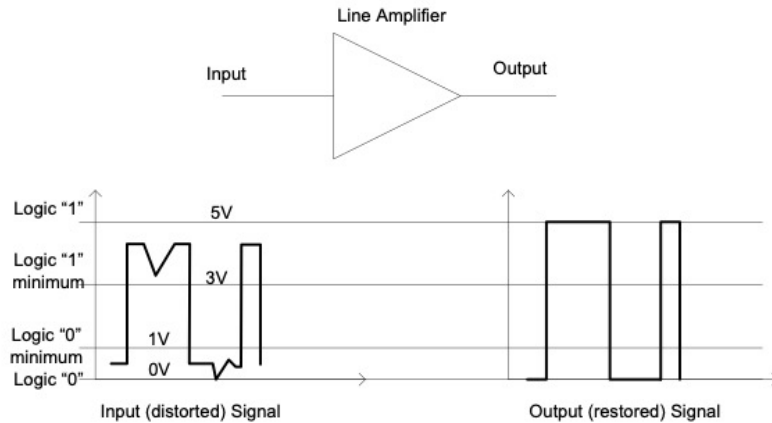 Line Amplifier
Input
Output
Logic “1”
5V
Logic “1”
minimum
3V
Logic “0”
minimum
1V
0V
Logic “0”
Input (distorted) Signal
Output (restored) Signal